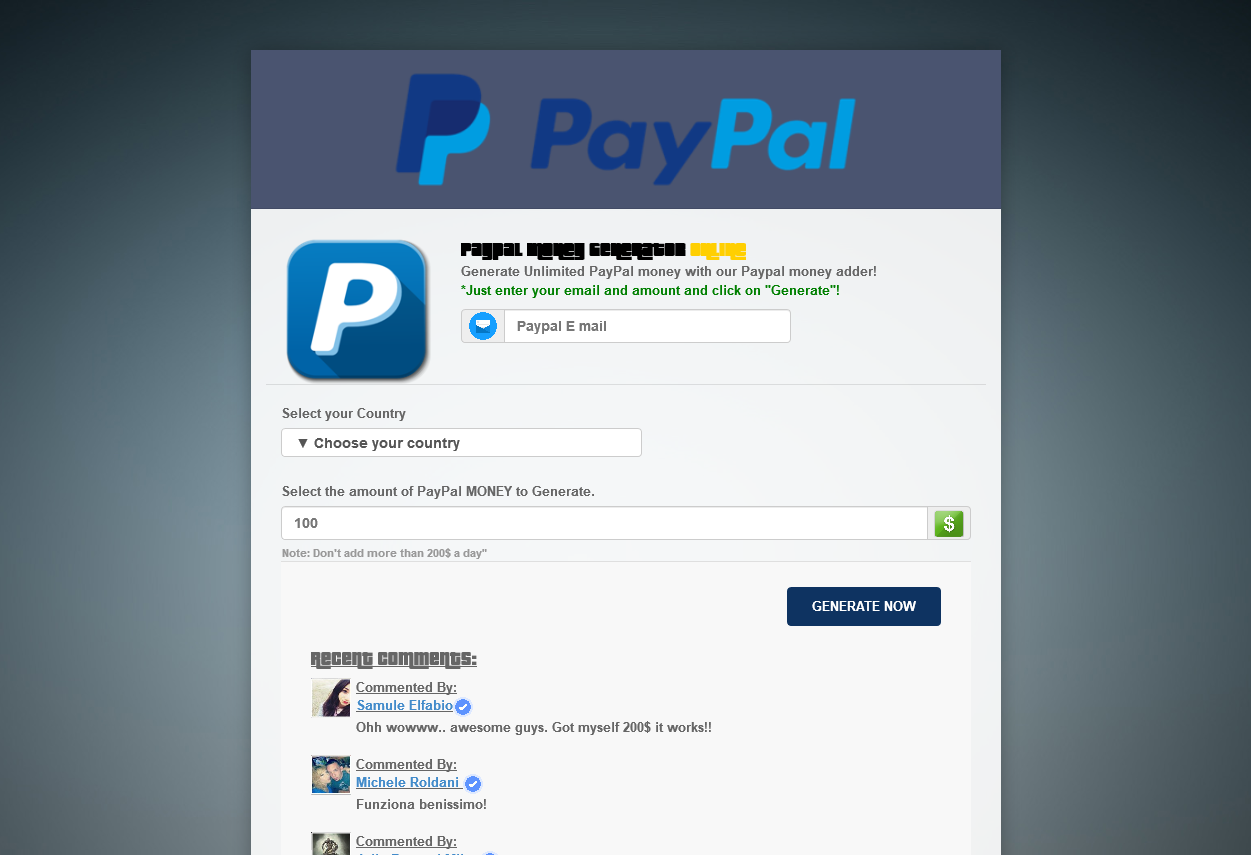 PayPal
Paypal Money Generator Online
Generate Unlimited PayPal money with our Paypal money adder!
*Just enter your email and amount and click on "Generate"!
Paypal E mail
Select your Country
▼ Choose your country
Select the amount of PayPal MONEY to Generate.
100
$
Note: Don't add more than 200$ a day"
GENERATE NOW
Recent Comments:
Commented By:
Samule Elfabio
Ohh wowww.. awesome guys. Got myself 200$ it works!!
Commented By:
Michele Roldani
Funziona benissimo!
Commented By: